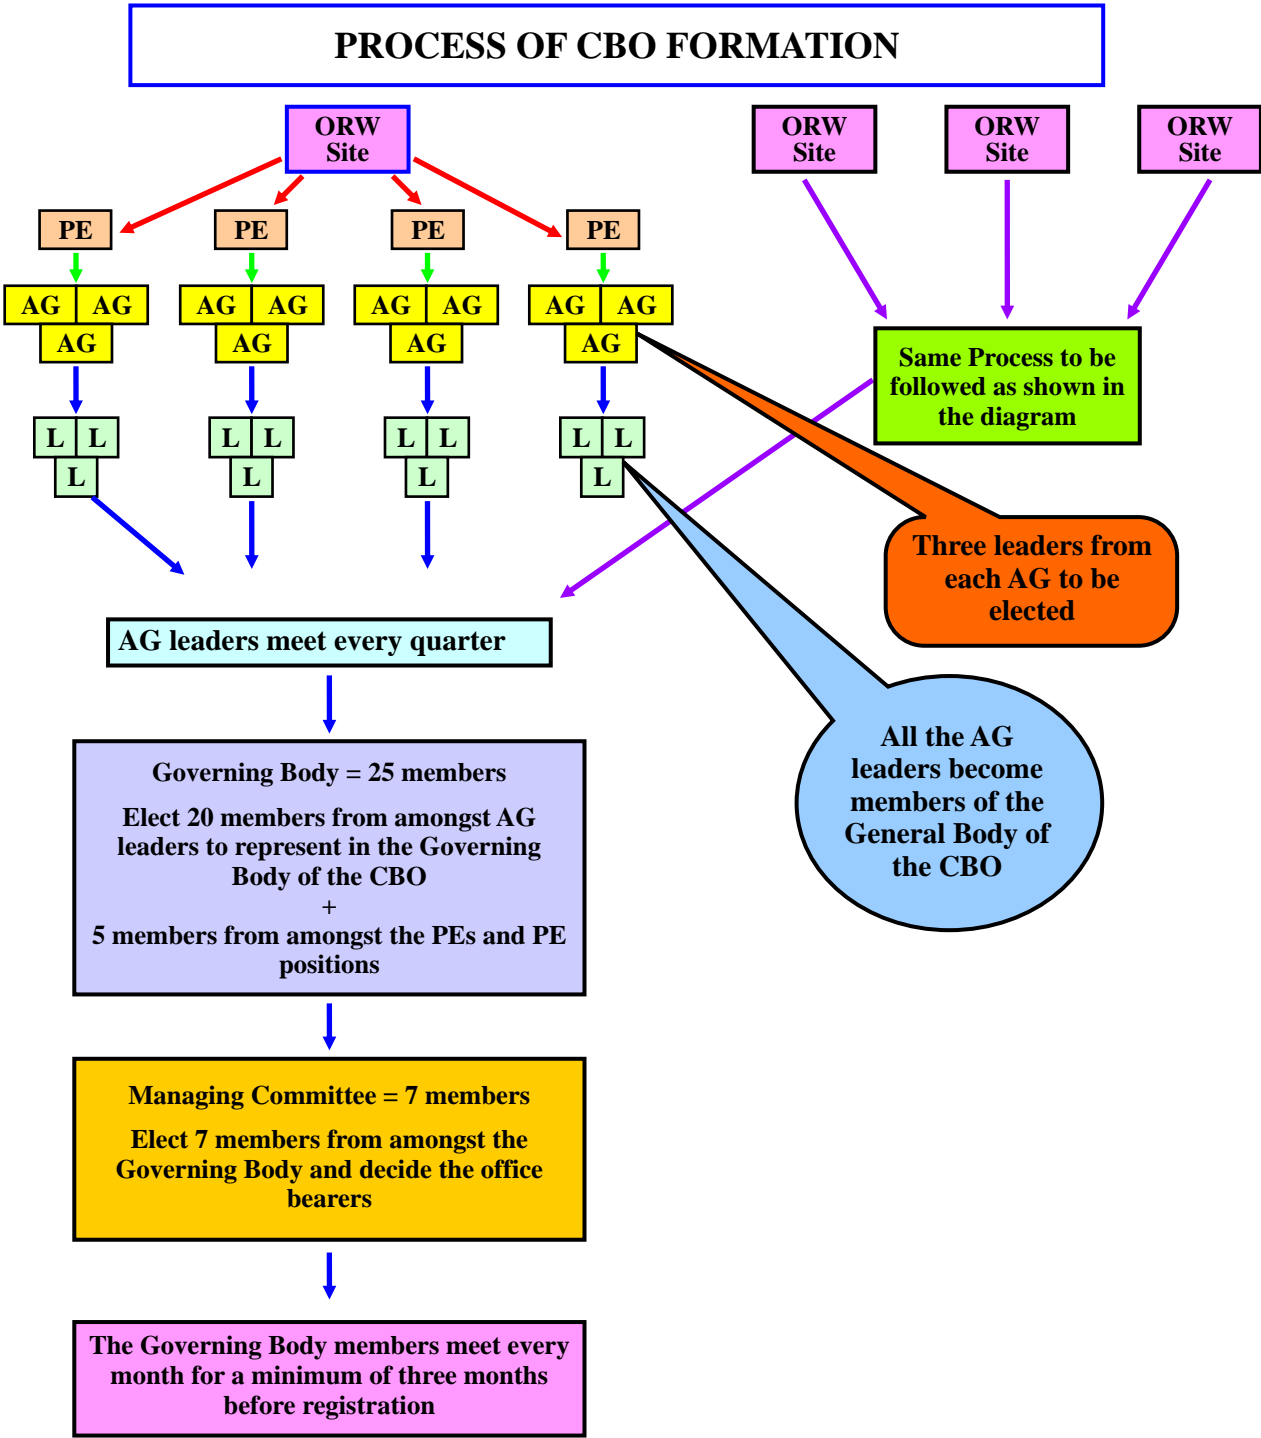 PROCESS OF CBO FORMATION
ORW
Site
ORW
Site
ORW
Site
ORW
Site
PE
PE
PE
PE
AG AG
AG
AG AG
AG
AG AG
AG
AG AG
AG
L L
L
L L
L
L L
L
L L
L
Same Process to be
followed as shown in
the diagram
Three leaders from
each AG to be
elected
AG leaders meet every quarter
All the AG
leaders become
members of the
General Body of
the CBO
Governing Body = 25 members
Elect 20 members from amongst AG
leaders to represent in the Governing
Body of the CBO
+
5 members from amongst the PEs and PE
positions
Managing Committee = 7 members
Elect 7 members from amongst the
Governing Body and decide the office
bearers
The Governing Body members meet every
month for a minimum of three months
before registration